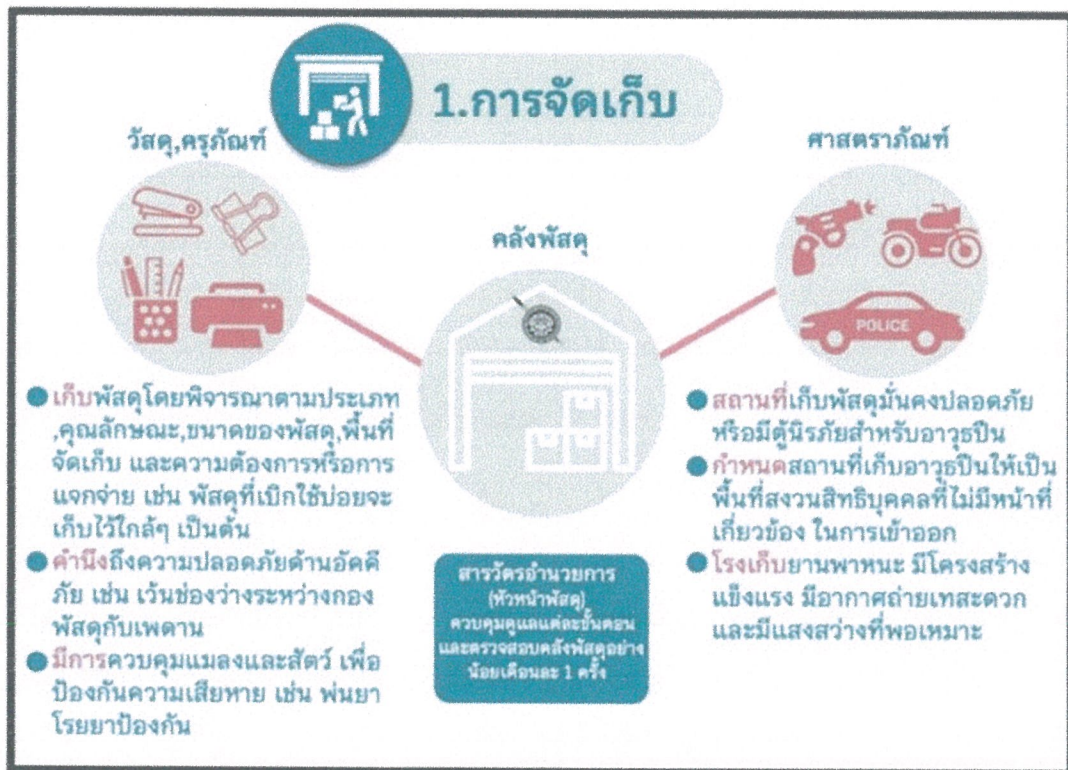 1.การจัดเก็บ
วัสดุ,ครุภัณฑ์
เก็บพัสดุโดยพิจารณาตามประเภท
,คุณลักษณะ,ขนาดของพัสดุ,พื้นที่
จัดเก็บ และความต้องการหรือการ
แจกจ่าย เช่น พัสดุที่เบิกใช้บ่อยจะ
เก็บไว้ใกล้ๆ เป็นต้น
คำนึงถึงความปลอดภัยด้านอัคคี
ภัย เช่น เว้นช่องว่างระหว่างกอง
พัสดุกับเพดาน
มีการควบคุมแมลงและสัตว์ เพื่อ
ป้องกันความเสียหาย เช่น พ่นยา
โรยยาป้องกัน
คลังพัสดุ
สารวัตรอำนวยการ
(หัวหน้าพัสดุ)
ควบคุมดูแลแต่ละขั้นตอน
และตรวจสอบคลังพัสดุอย่าง
น้อยเดือนละ 1 ครั้ง
ศาสตราภัณฑ์
POLICE
สถานที่เก็บพัสดุมั่นคงปลอดภัย
หรือมีตู้นิรภัยสำหรับอาวุธปืน
กำหนดสถานที่เก็บอาวุธปืนให้เป็น
พื้นที่สงวนสิทธิบุคคลที่ไม่มีหน้าที่
เกี่ยวข้อง ในการเข้าออก
โรงเก็บยานพาหนะ มีโครงสร้าง
แข็งแรง มีอากาศถ่ายเทสะดวก
และมีแสงสว่างที่พอเหมาะ